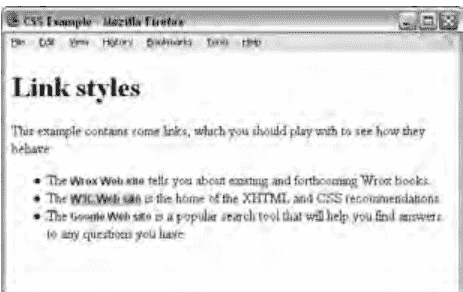 CSS Example - Mozilla Firefox
File Edit View History Bookmarks Tools Help
Link styles
This example contains some links, which you should play with to see how they
behave
The Wrox Web site tells you about existing and forthcoming Wrox books.
The W3C Web site is the home of the XHTML and CSS recommendations
The Google Web site is a popular search tool that will help you find answers
to any questions you have